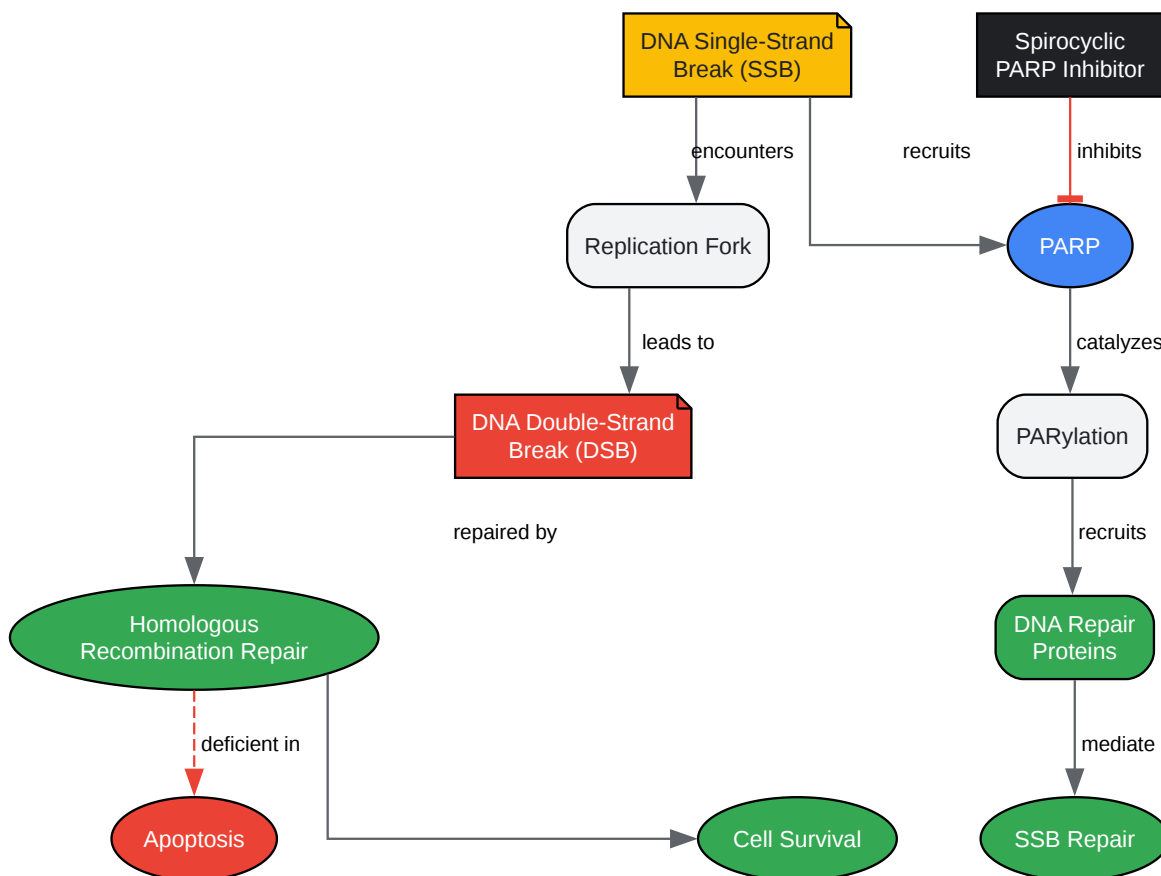 DNA Single-Strand
Break (SSB)
Spirocyclic
PARP Inhibitor
encounters
recruits
inhibits
Replication Fork
PARP
leads to
catalyzes
DNA Double-Strand
Break (DSB)
PARylation
repaired by
recruits
Homologous
Recombination Repair
DNA Repair
Proteins
deficient in
mediate
Apoptosis
Cell Survival
SSB Repair